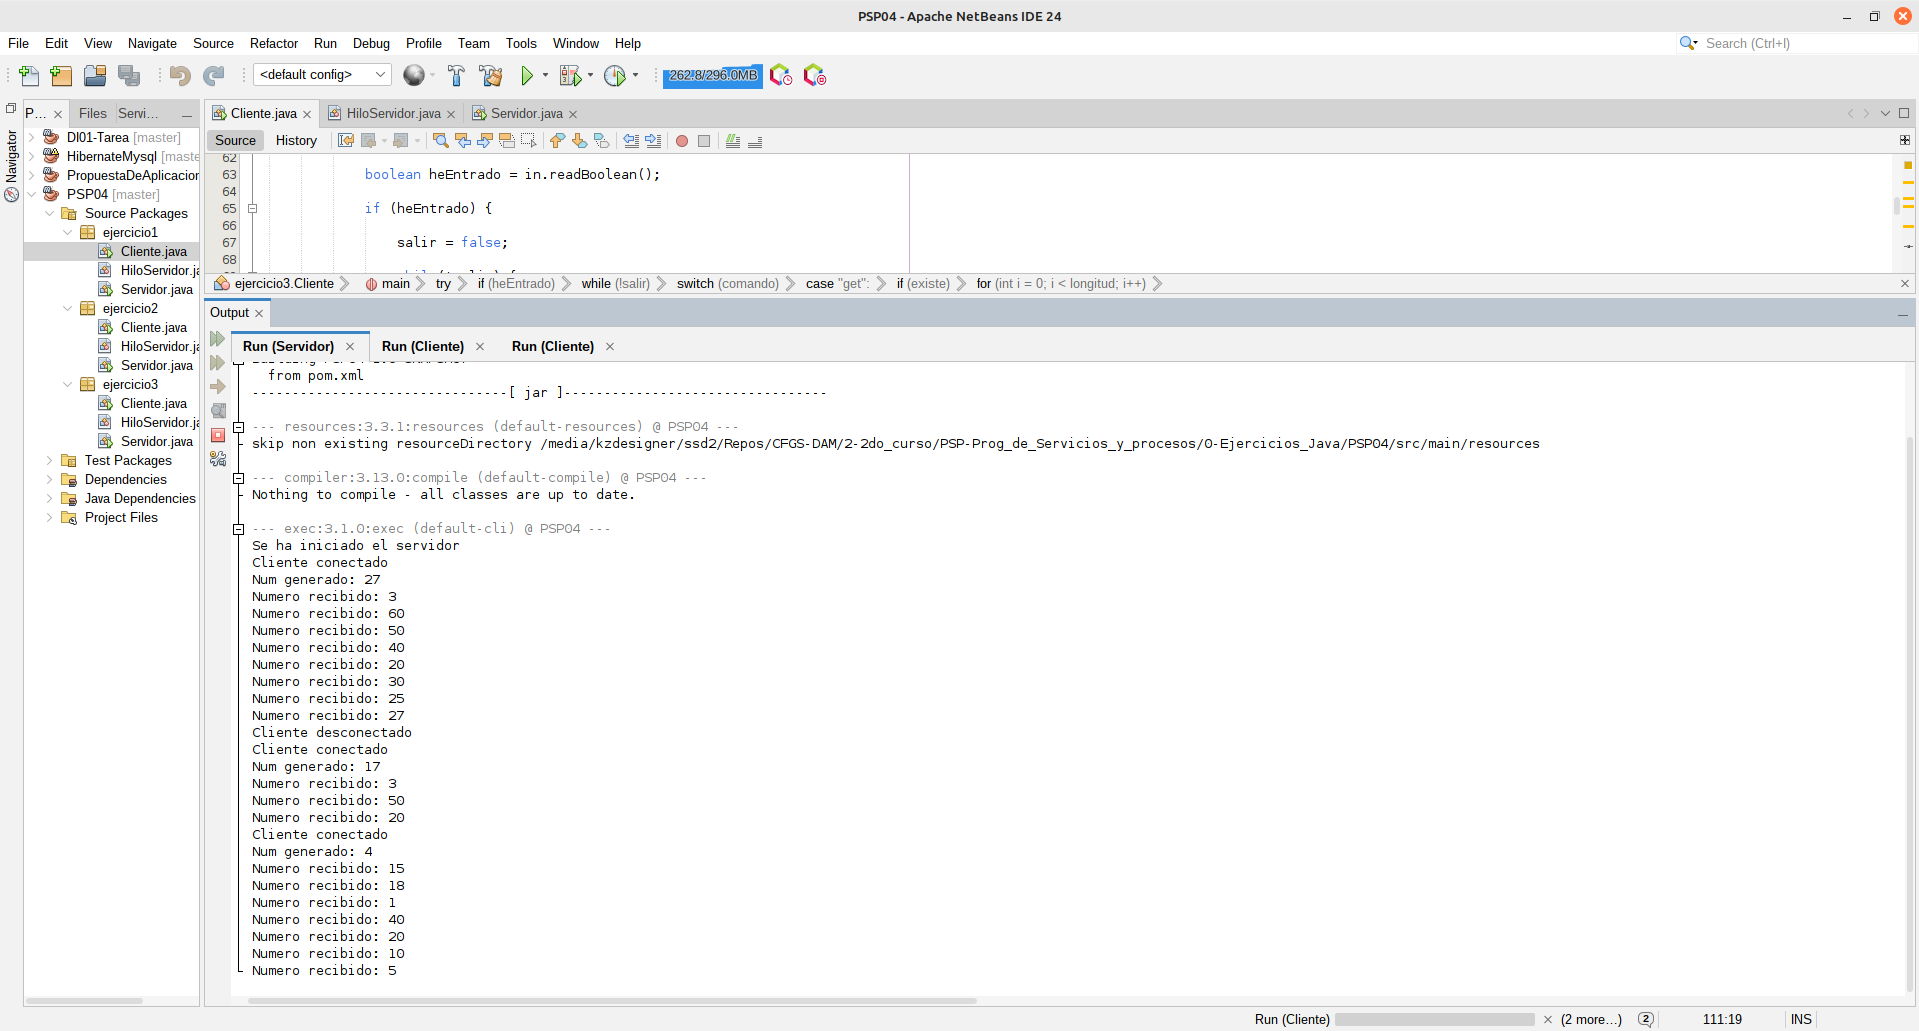 PSP04 - Apache NetBeans IDE 24
File Edit View Navigate Source Refactor Run Debug Profile Team Tools Window Help
Search (Ctrl+I)
<default config>
262.8/296.0MB
P...
Files
Servi...
Navigator
DI01-Tarea [master]
HibernateMysql [maste
PropuestaDeAplicacion
PSP04 [master]
Source Packages
ejercicio1
Cliente.java
HiloServidor.ja
Servidor.java
ejercicio2
Cliente.java
HiloServidor.ja
Servidor.java
ejercicio3
Cliente.java
HiloServidor.ja
Servidor.java
Test Packages
Dependencies
Java Dependencies
Project Files
Cliente.java
HiloServidor.java
Servidor.java
Source History
62
63 boolean heEntrado = in.readBoolean();
64
65 if (heEntrado) {
66
67 salir = false;
68
ejercicio3.Cliente main try if (heEntrado) while (!salir) switch (comando) case "get": if (existe) for (int i = 0; i < longitud; i++)
Output
Run (Servidor) Run (Cliente) Run (Cliente)
from pom.xml
--------------------------------[ jar ]---------------------------------
--- resources:3.3.1:resources (default-resources) @ PSP04 ---
skip non existing resourceDirectory /media/kzdesigner/ssd2/Repos/CFGS-DAM/2-2do_curso/PSP-Prog_de_Servicios_y_procesos/0-Ejercicios_Java/PSP04/src/main/resources
--- compiler:3.13.0:compile (default-compile) @ PSP04 ---
Nothing to compile - all classes are up to date.
--- exec:3.1.0:exec (default-cli) @ PSP04 ---
Se ha iniciado el servidor
Cliente conectado
Num generado: 27
Numero recibido: 3
Numero recibido: 60
Numero recibido: 50
Numero recibido: 40
Numero recibido: 20
Numero recibido: 30
Numero recibido: 25
Numero recibido: 27
Cliente desconectado
Cliente conectado
Num generado: 17
Numero recibido: 3
Numero recibido: 50
Numero recibido: 20
Cliente conectado
Num generado: 4
Numero recibido: 15
Numero recibido: 18
Numero recibido: 1
Numero recibido: 40
Numero recibido: 20
Numero recibido: 10
Numero recibido: 5
Run (Cliente)
(2 more...)
2
111:19
INS